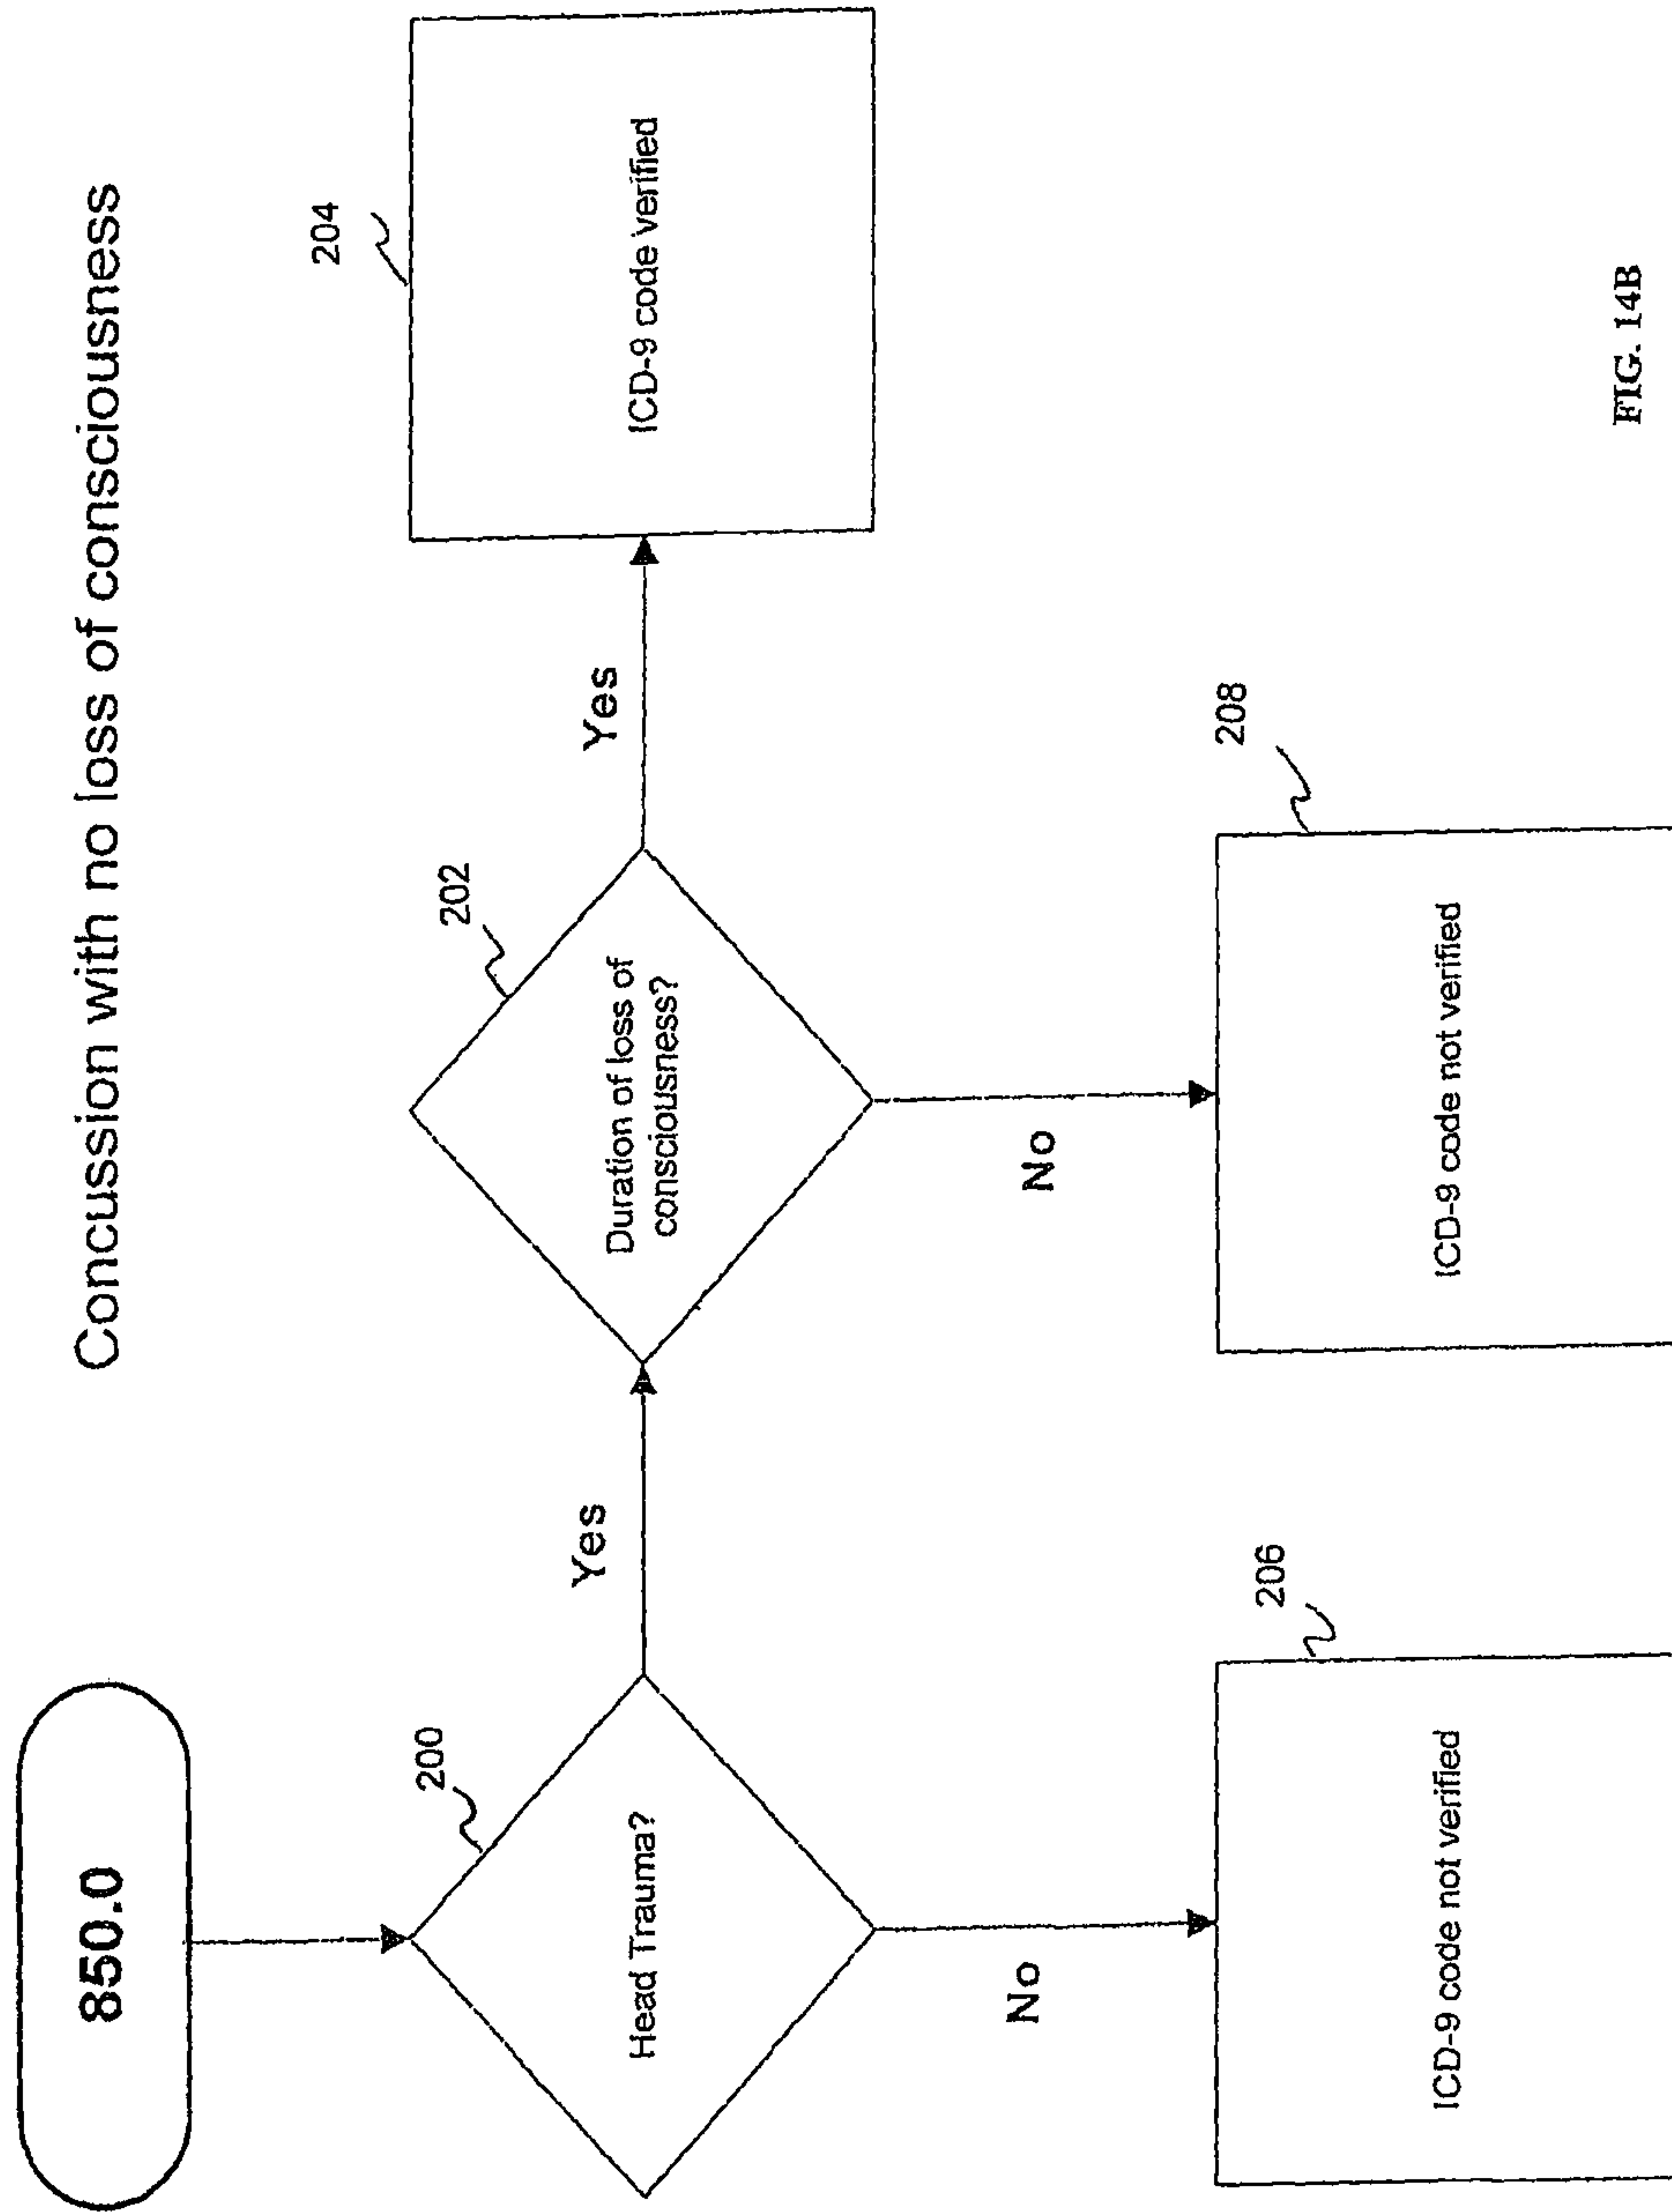 Concussion with no loss of consciousness
850.0
200
Head Trauma?
Yes
202
Duration of loss of
consciousness?
Yes
204
ICD-9 code verified
No
206
ICD-9 code not verified
No
208
ICD-9 code not verified
FIG. 14B